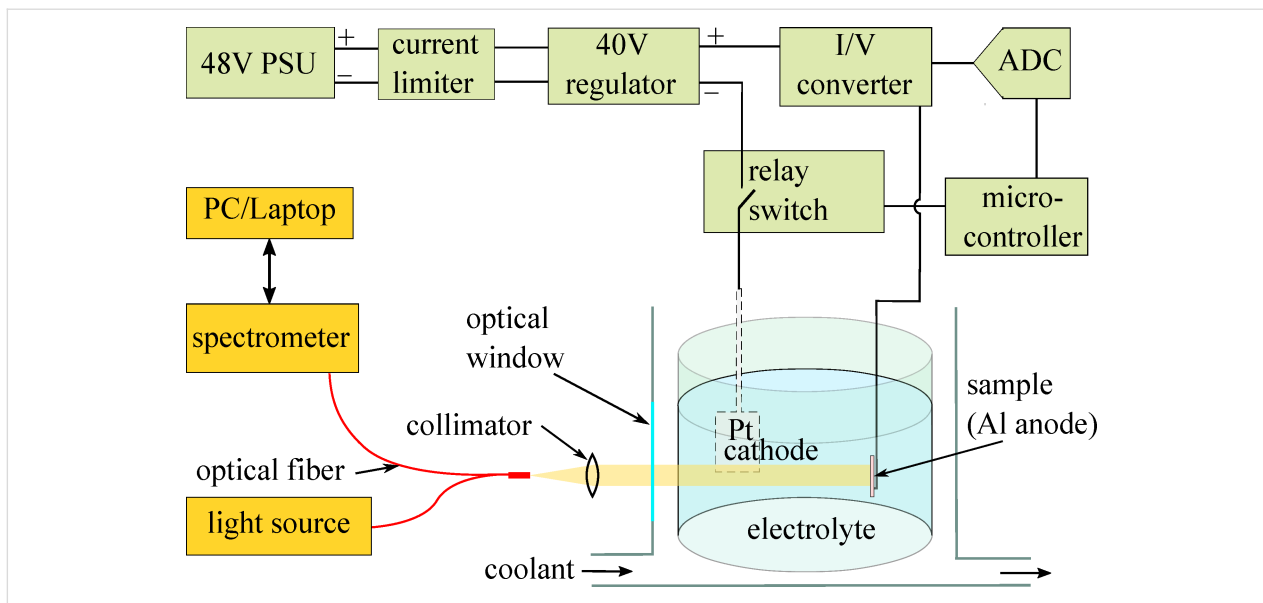 48V PSU
+
−
current
limiter
40V
regulator
+
−
I/V
converter
ADC
relay
switch
micro-
controller
PC/Laptop
spectrometer
optical
window
collimator
optical fiber
light source
coolant
Pt
cathode
electrolyte
sample
(Al anode)